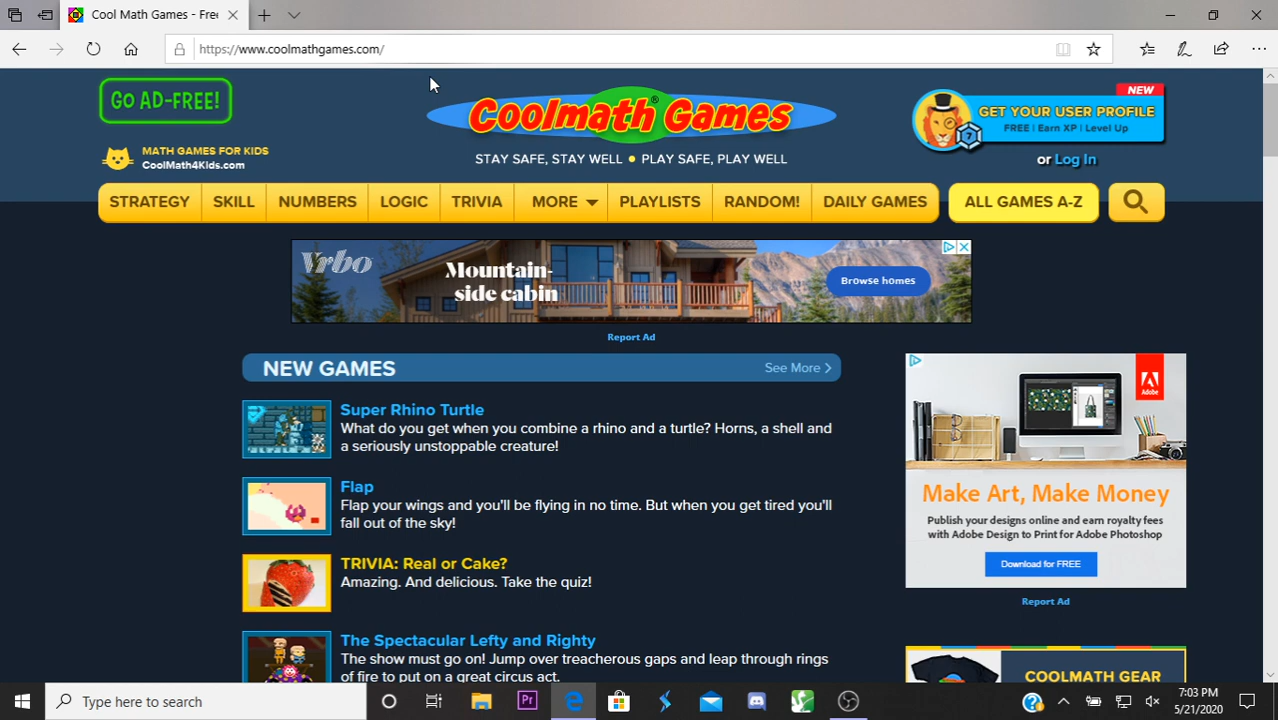 Cool Math Games - Free
https://www.coolmathgames.com/
GO AD-FREE!
Coolmath Games®
NEW
GET YOUR USER PROFILE
FREE | Earn XP | Level Up
7
MATH GAMES FOR KIDS
CoolMath4Kids.com
STAY SAFE, STAY WELL ● PLAY SAFE, PLAY WELL
or Log In
STRATEGY SKILL NUMBERS LOGIC TRIVIA MORE PLAYLISTS RANDOM! DAILY GAMES ALL GAMES A-Z
Vrbo
Mountain-
side cabin
Browse homes
Report Ad
NEW GAMES
See More >
Super Rhino Turtle
What do you get when you combine a rhino and a turtle? Horns, a shell and
a seriously unstoppable creature!
Flap
Flap your wings and you'll be flying in no time. But when you get tired you'll
fall out of the sky!
TRIVIA: Real or Cake?
Amazing. And delicious. Take the quiz!
The Spectacular Lefty and Righty
The show must go on! Jump over treacherous gaps and leap through rings
of fire to put on a great circus act.
Adobe
Make Art, Make Money
Publish your designs online and earn royalty fees
with Adobe Design to Print for Adobe Photoshop
Download for FREE
Report Ad
COOLMATH GEAR
Type here to search
Pr
7:03 PM
5/21/2020